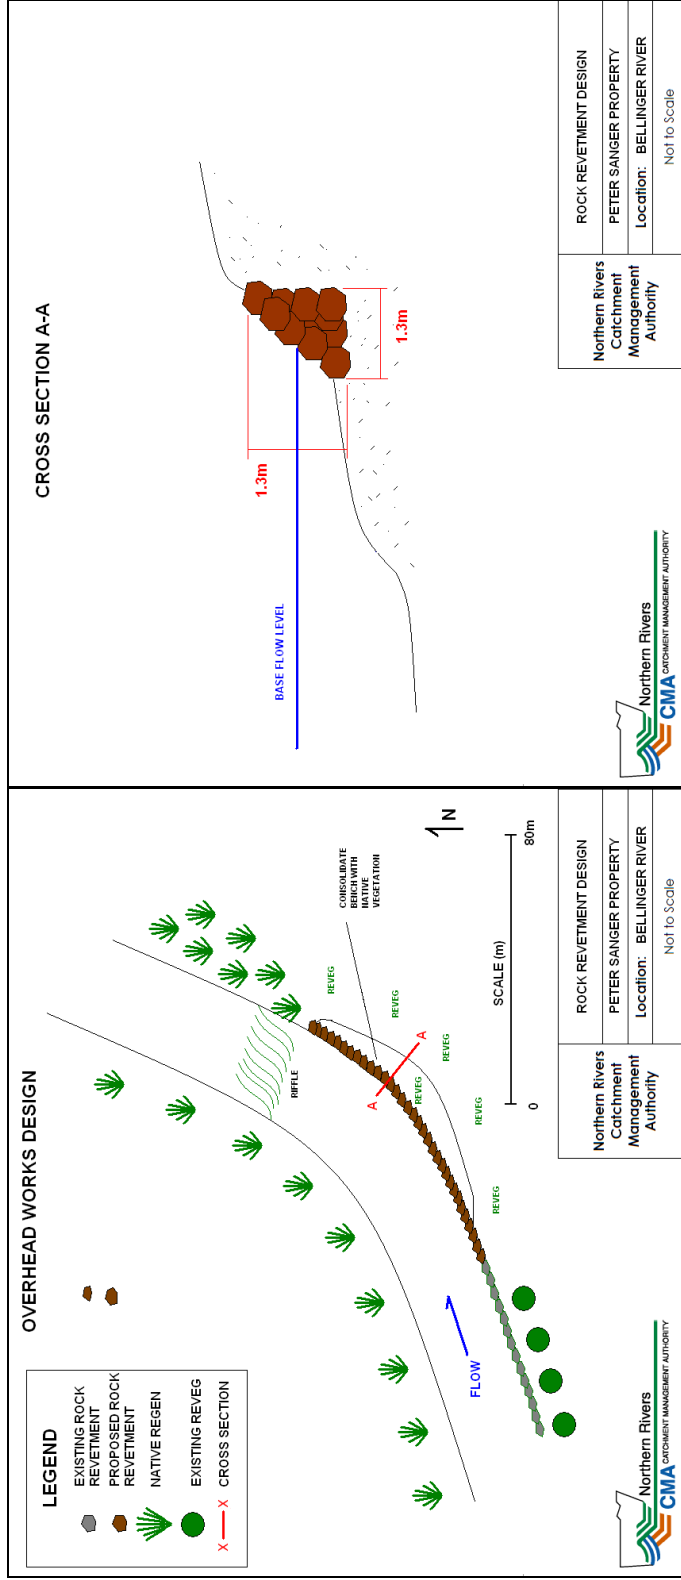 OVERHEAD WORKS DESIGN
LEGEND
EXISTING ROCK
REVETMENT
PROPOSED ROCK
REVETMENT
NATIVE REGEN
EXISTING REVEG
X X CROSS SECTION
RIFFLE
CONSOLIDATE
BENCH WITH
NATIVE
VEGETATION
REVEG
REVEG
REVEG
REVEG
REVEG
REVEG
A
A
FLOW
N
SCALE (m)
0
80m
Northern Rivers
CMA CATCHMENT MANAGEMENT AUTHORITY
Northern Rivers
Catchment
Management
Authority
ROCK REVETMENT DESIGN
PETER SANGER PROPERTY
Location: BELLINGER RIVER
Not to Scale
CROSS SECTION A-A
BASE FLOW LEVEL
1.3m
1.3m
Northern Rivers
CMA CATCHMENT MANAGEMENT AUTHORITY
Northern Rivers
Catchment
Management
Authority
ROCK REVETMENT DESIGN
PETER SANGER PROPERTY
Location: BELLINGER RIVER
Not to Scale